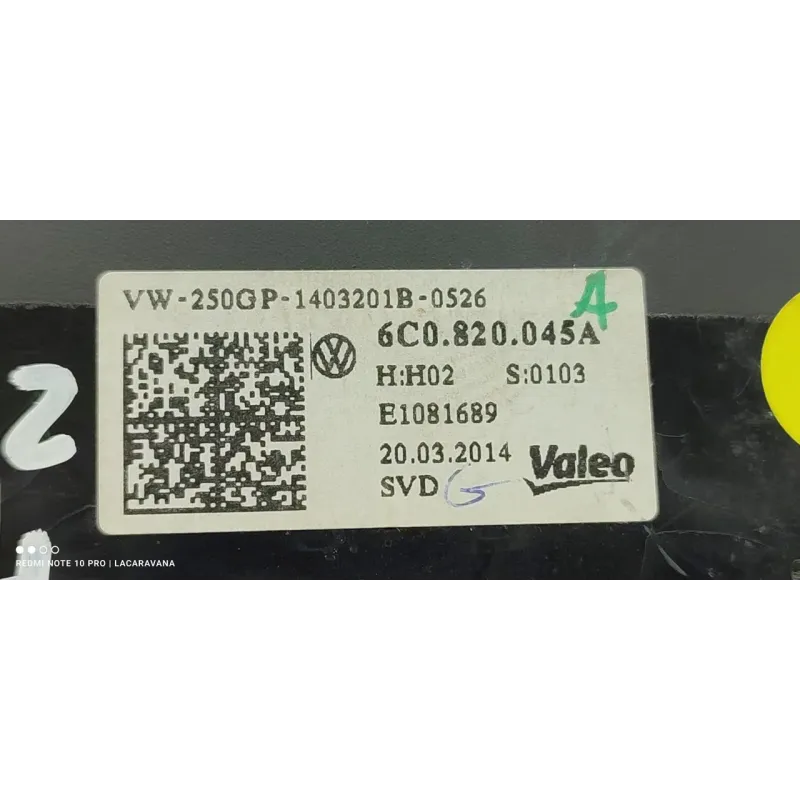 VW-250GP-1403201B-0526
A
6C0.820.045A
H:H02 S:0103
E1081689
20.03.2014
Valeo
SVD
2
REDMI NOTE 10 PRO | LACARAVANA